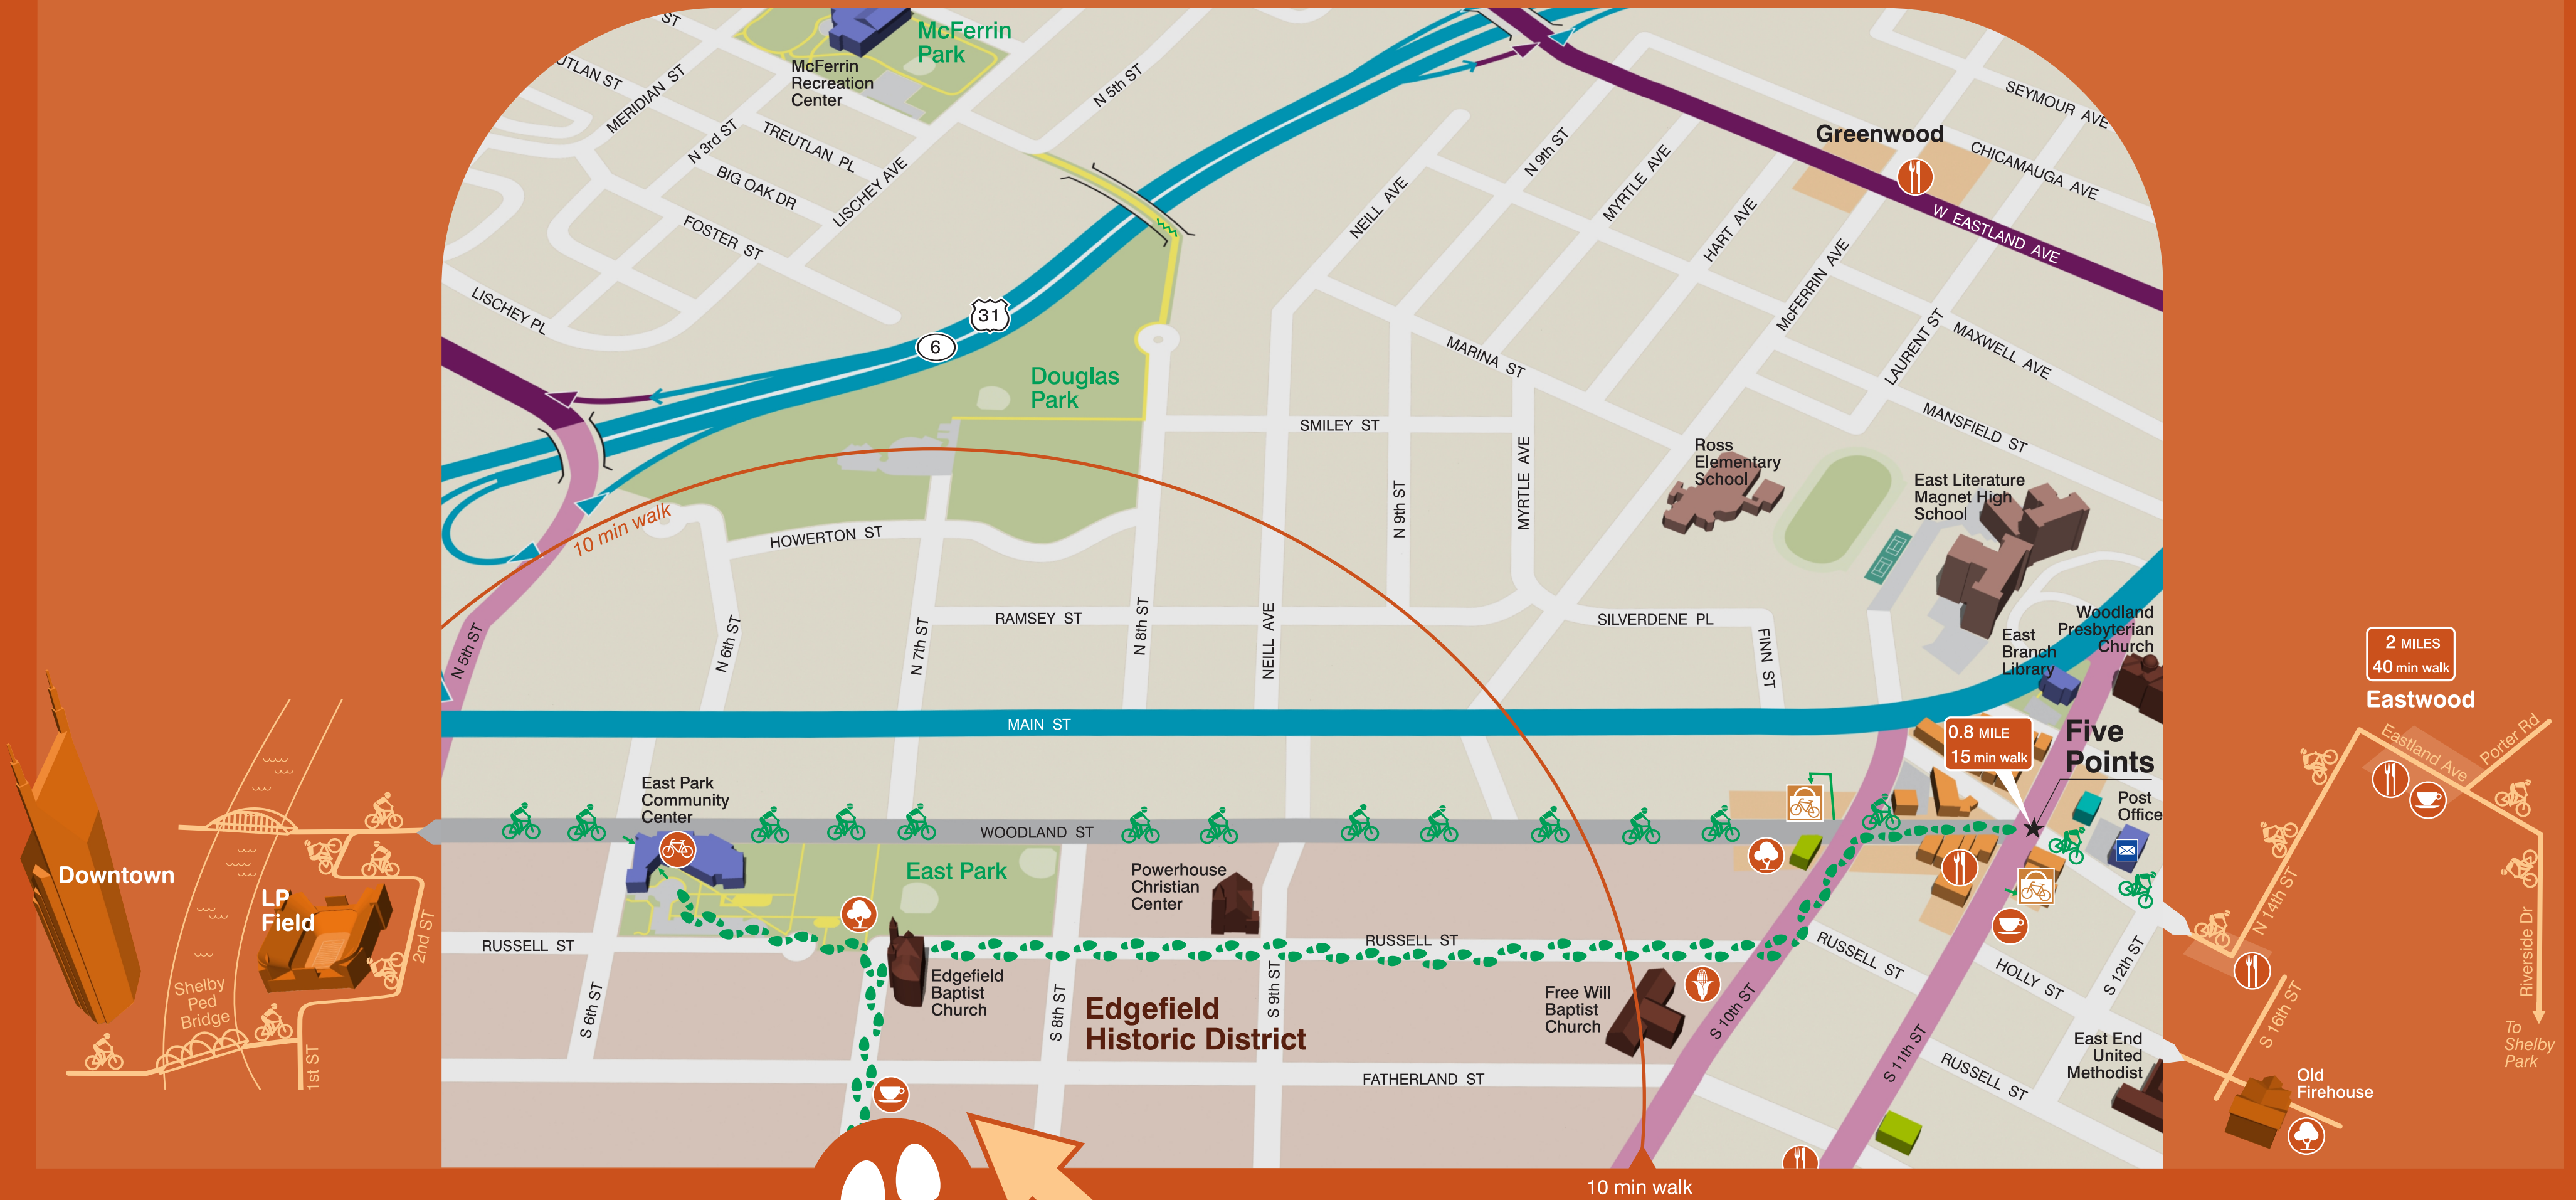 ST
McFerrin
Park
McFerrin
Recreation
Center
MERIDIAN ST
N 3rd ST
TREUTLAN PL
BIG OAK DR
LISCHEY AVE
FOSTER ST
LISCHEY PL
N 5th ST
31
6
Douglas
Park
NEILL AVE
N 9th ST
MYRTLE AVE
HART AVE
McFERRIN AVE
Greenwood
SEYMOUR AVE
CHICAMAUGA AVE
W EASTLAND AVE
LAURENT ST
MAXWELL AVE
MANSFIELD ST
MARINA ST
SMILEY ST
N 9th ST
MYRTLE AVE
Ross
Elementary
School
East Literature
Magnet High
School
10 min walk
HOWERTON ST
RAMSEY ST
SILVERDENE PL
FINN ST
N 5th ST
N 6th ST
N 7th ST
N 8th ST
NEILL AVE
East
Branch
Library
Woodland
Presbyterian
Church
MAIN ST
0.8 MILE
15 min walk
Five
Points
Post
Office
East Park
Community
Center
WOODLAND ST
East Park
Powerhouse
Christian
Center
RUSSELL ST
RUSSELL ST
RUSSELL ST
Edgefield
Baptist
Church
Edgefield
Historic District
Free Will
Baptist
Church
S 6th ST
S 8th ST
S 9th ST
S 10th ST
S 11th ST
HOLLY ST
S 12th ST
RUSSELL ST
East End
United
Methodist
FATHERLAND ST
10 min walk
Downtown
LP
Field
Shelby
Ped
Bridge
1st ST
2nd ST
2 MILES
40 min walk
Eastwood
Eastland Ave
Porter Rd
N 14th ST
Riverside Dr
S 16th ST
To
Shelby
Park
Old
Firehouse